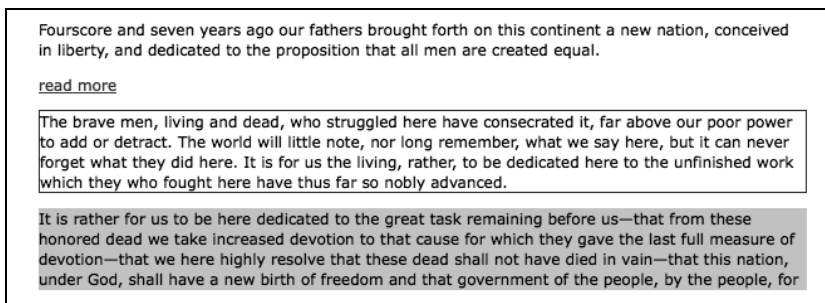 Fourscore and seven years ago our fathers brought forth on this continent a new nation, conceived
in liberty, and dedicated to the proposition that all men are created equal.
read more
The brave men, living and dead, who struggled here have consecrated it, far above our poor power
to add or detract. The world will little note, nor long remember, what we say here, but it can never
forget what they did here. It is for us the living, rather, to be dedicated here to the unfinished work
which they who fought here have thus far so nobly advanced.
It is rather for us to be here dedicated to the great task remaining before us—that from these
honored dead we take increased devotion to that cause for which they gave the last full measure of
devotion—that we here highly resolve that these dead shall not have died in vain—that this nation,
under God, shall have a new birth of freedom and that government of the people, by the people, for